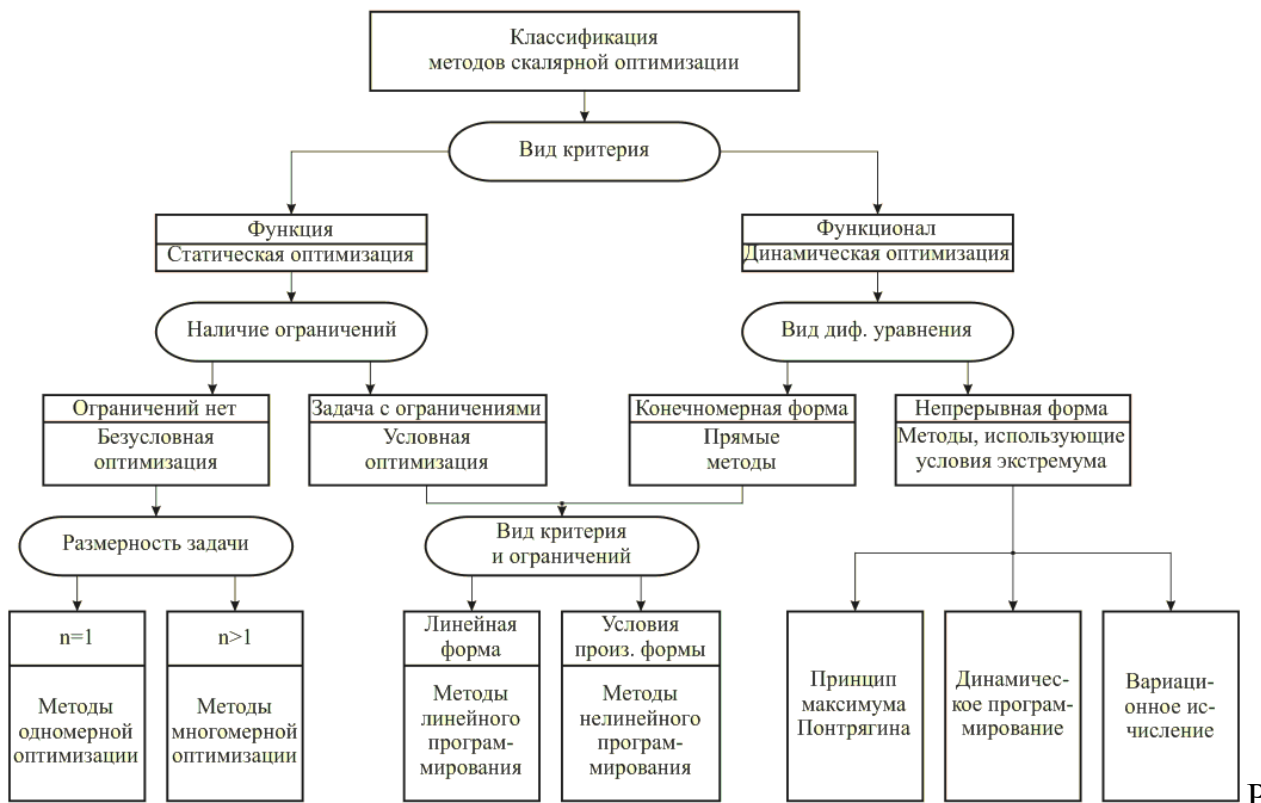 Классификация
методов скалярной оптимизации
Вид критерия
Функция
Статическая оптимизация
Функционал
Динамическая оптимизация
Наличие ограничений
Вид диф. уравнения
Ограничений нет
Безусловная
оптимизация
Задача с ограничениями
Условная
оптимизация
Конечномерная форма
Прямые
методы
Непрерывная форма
Методы, использующие
условия экстремума
Размерность задачи
Вид критерия
и ограничений
n=1
Методы
одномерной
оптимизации
n>1
Методы
многомерной
оптимизации
Линейная
форма
Методы
линейного
програм-
мирования
Условия
произ. формы
Методы
нелинейного
програм-
мирования
Принцип
максимума
Понтрягина
Динамичес-
кое програм-
мирование
Вариаци-
онное ис-
числение
Р